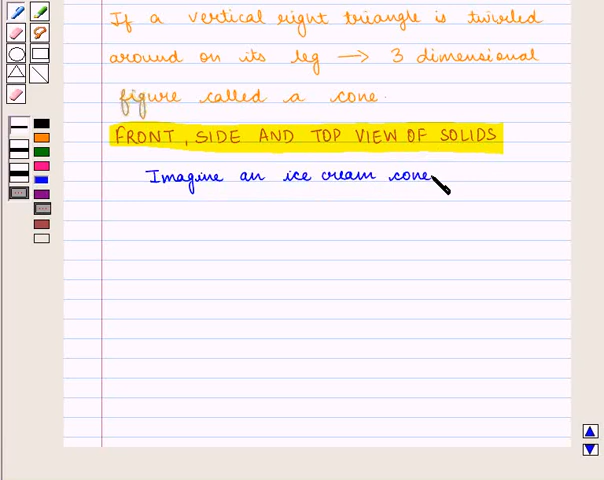 If a vertical right triangle is twirled
around on its leg → 3 dimensional
figure called a cone.
FRONT, SIDE AND TOP VIEW OF SOLIDS
Imagine an ice cream cone